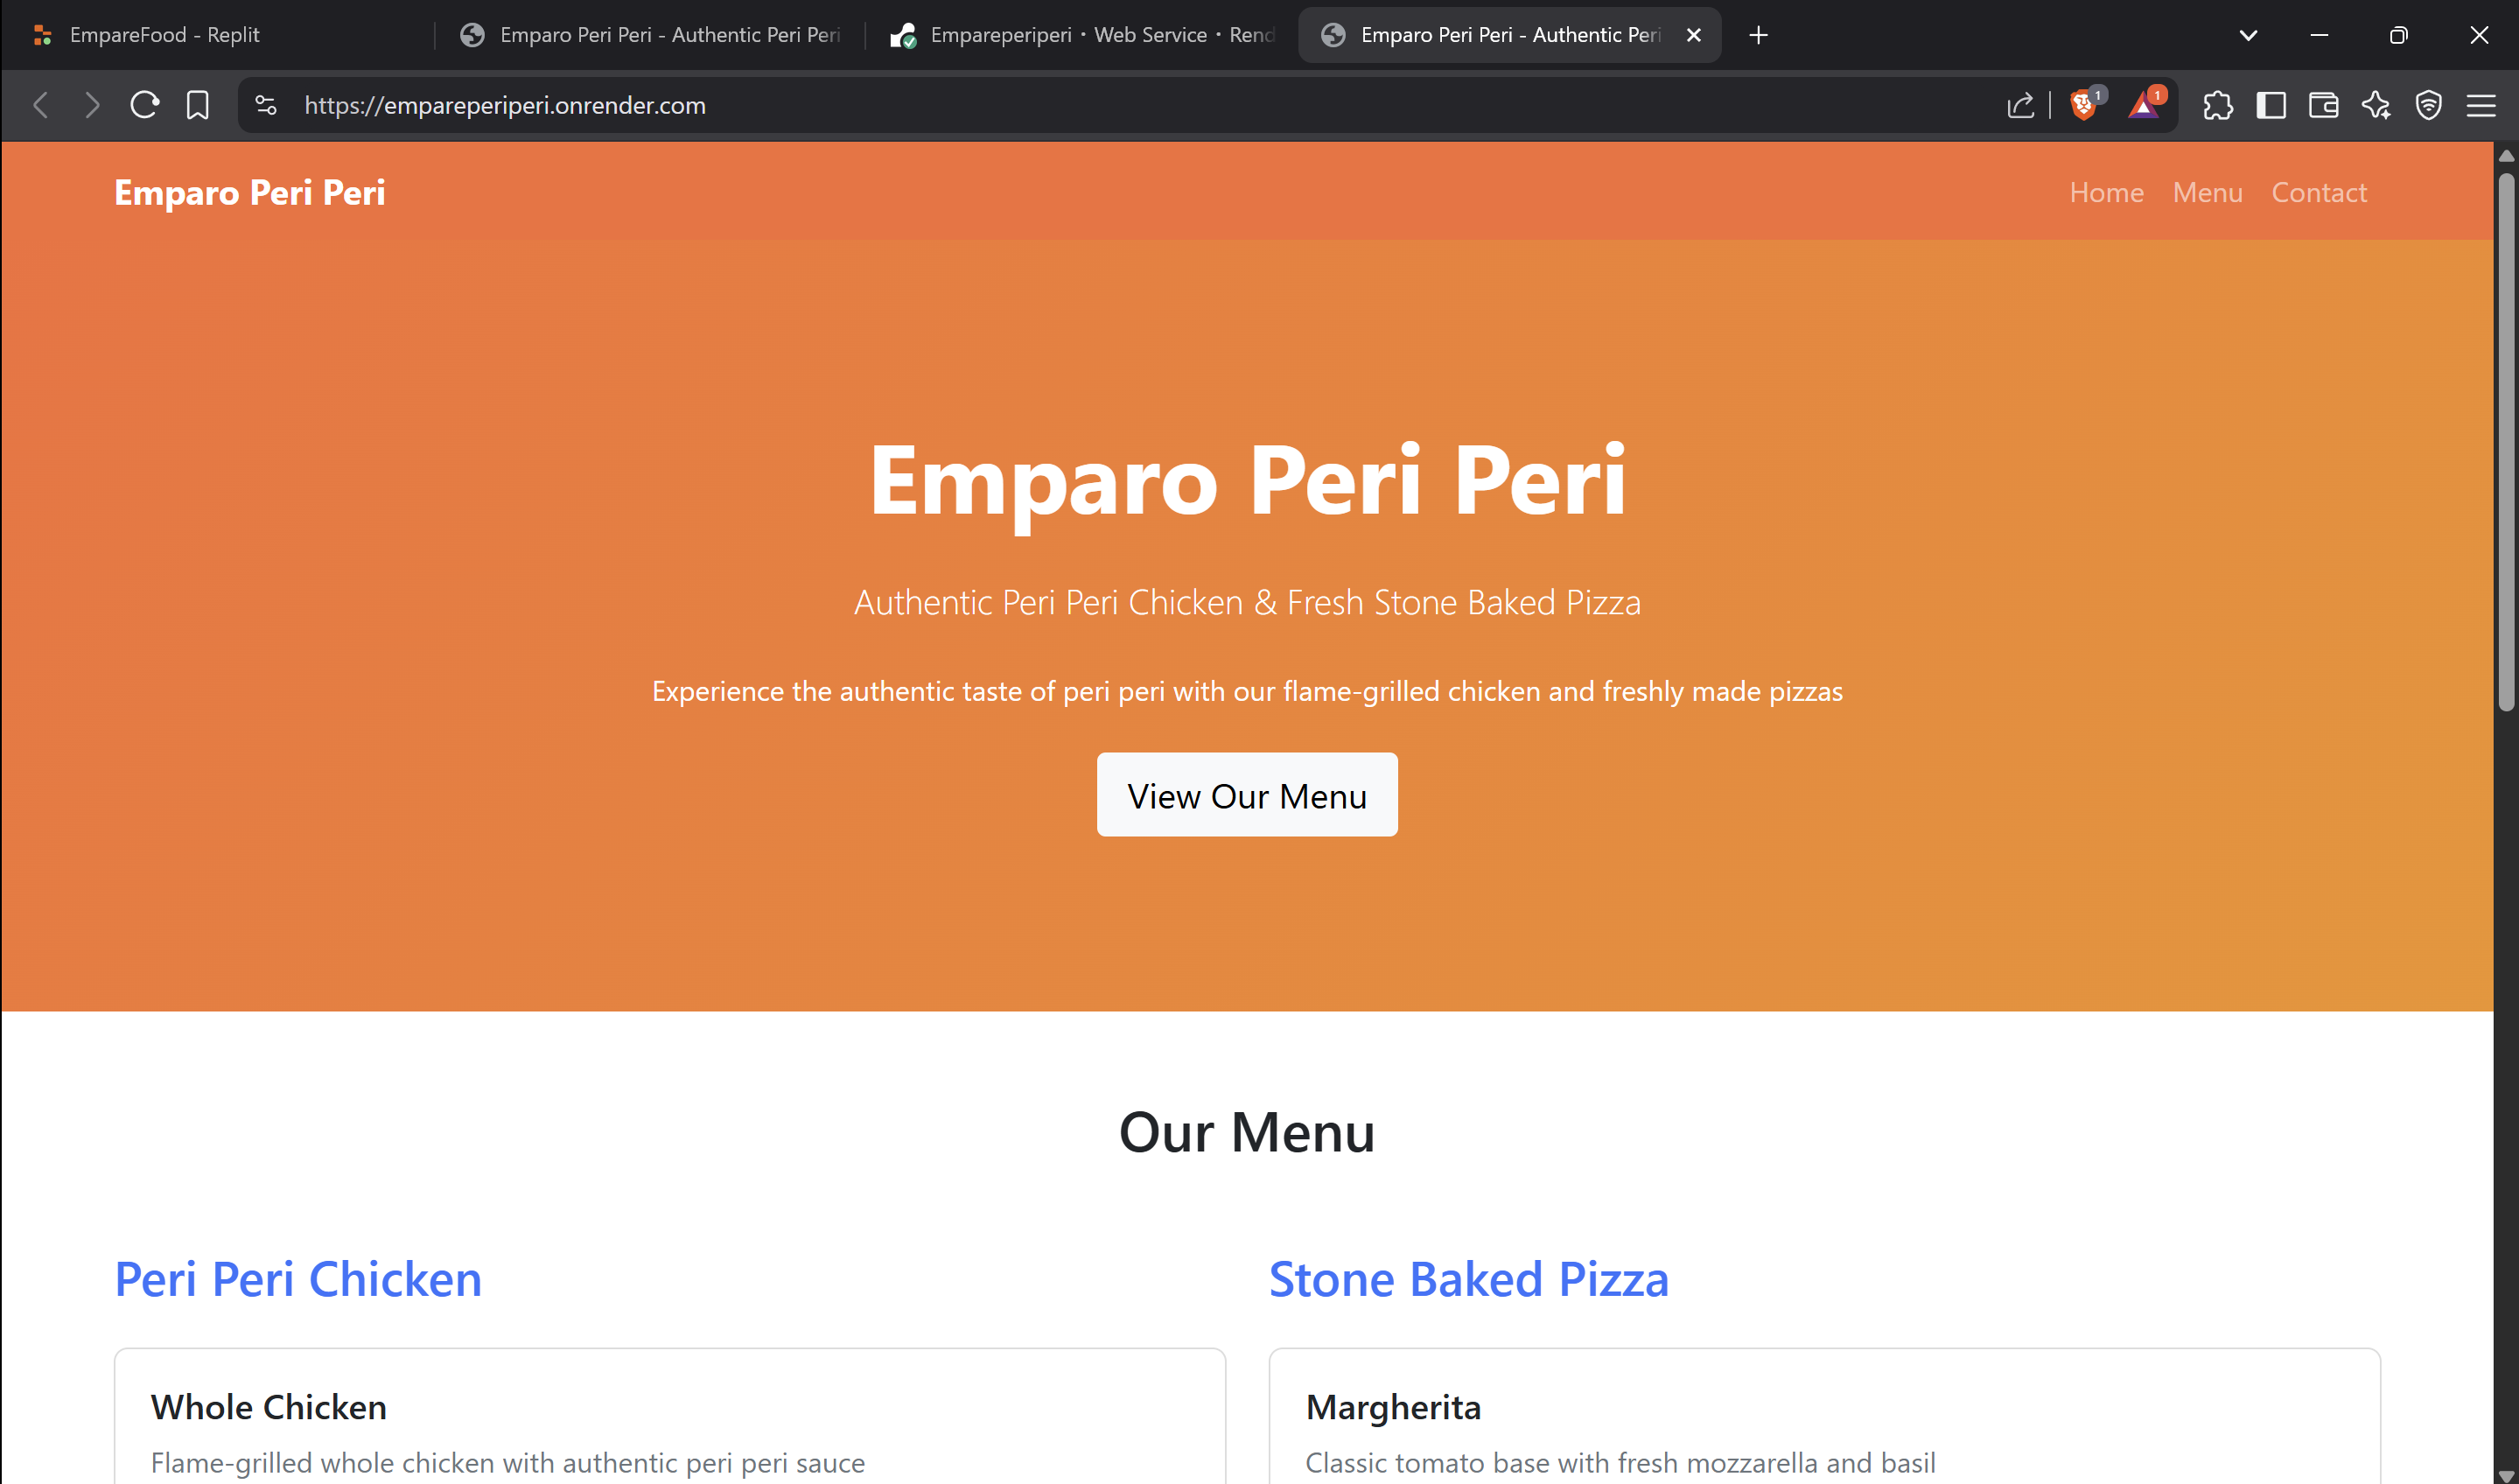 EmpareFood - Replit
Emparo Peri Peri - Authentic Peri Peri
Empareperiperi • Web Service • Rend
Emparo Peri Peri - Authentic Peri
https://empareperiperi.onrender.com
1
1
Emparo Peri Peri
Home Menu Contact
Emparo Peri Peri
Authentic Peri Peri Chicken & Fresh Stone Baked Pizza
Experience the authentic taste of peri peri with our flame-grilled chicken and freshly made pizzas
View Our Menu
Our Menu
Peri Peri Chicken
Whole Chicken
Flame-grilled whole chicken with authentic peri peri sauce
Stone Baked Pizza
Margherita
Classic tomato base with fresh mozzarella and basil